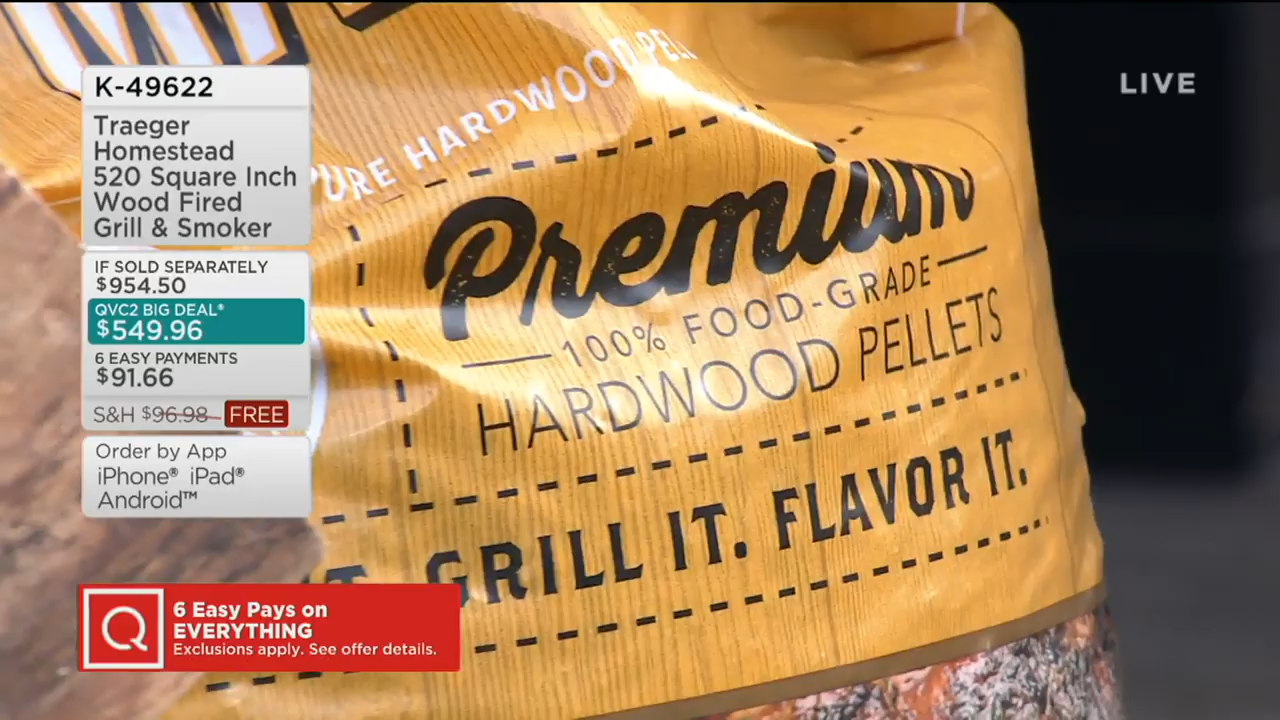 K-49622
Traeger
Homestead
520 Square Inch
Wood Fired
Grill & Smoker
IF SOLD SEPARATELY
$954.50
QVC2 BIG DEAL®
$549.96
6 EASY PAYMENTS
$91.66
S&H $96.98 FREE
Order by App
iPhone® iPad®
Android™
Q
6 Easy Pays on
EVERYTHING
Exclusions apply. See offer details.
LIVE
PURE HARDWOOD
Premium
100% FOOD-GRADE
HARDWOOD PELLETS
GRILL IT. FLAVOR IT.